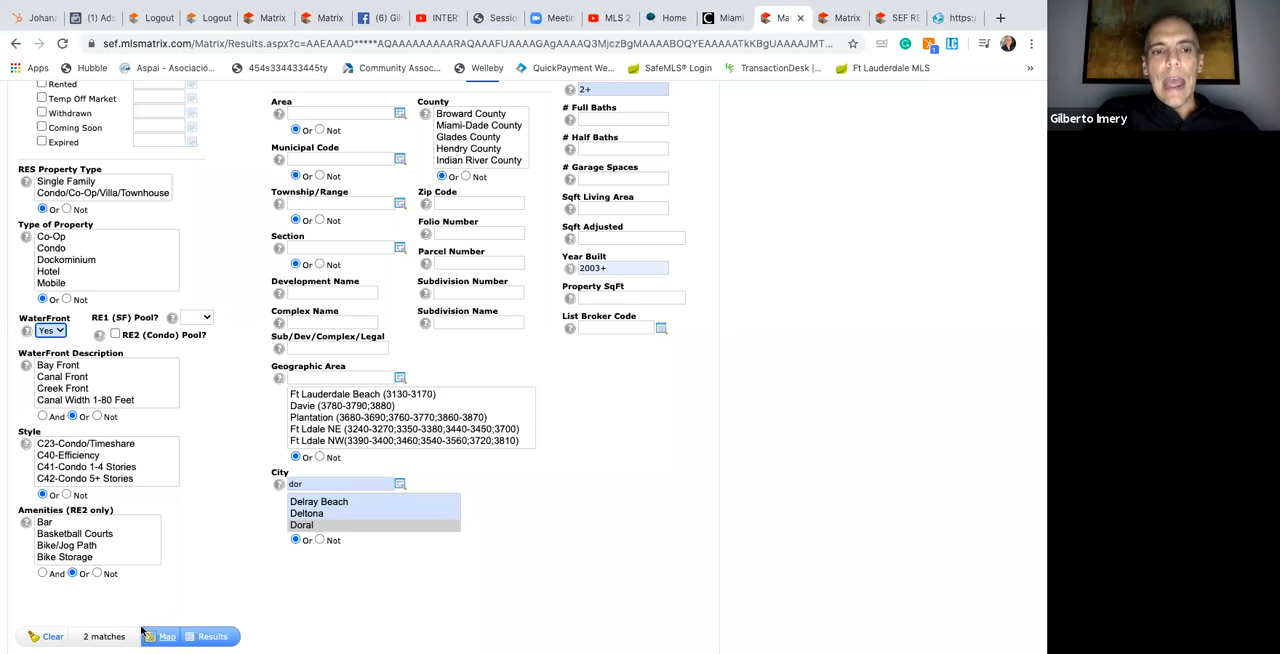 Johan
(1) Ads
Logout
Logout
Matrix
Matrix
(6) Gil
INTER
Sessio
Meetin
MLS 2
Home
Miami
Mat
Matrix
SEF RE
https:/
sef.mlsmatrix.com/Matrix/Results.aspx?c=AAEAAAD*****AQAAAAAAAAARAQAAAFUAAAAGAgAAAAQ3MjczBgMAAAABOQYEAAAAATkKBgUAAAAJMT...
Apps
Hubble
Aspai - Asociació...
454s334433445ty
Community Assoc...
Welleby
QuickPayment We...
SafeMLS® Login
TransactionDesk |...
Ft Lauderdale MLS
»
Rented
Temp Off Market
Withdrawn
Coming Soon
Expired
RES Property Type
Single Family
Condo/Co-Op/Villa/Townhouse
Or Not
Type of Property
Co-Op
Condo
Dockominium
Hotel
Mobile
Or Not
WaterFront
Yes
RE1 (SF) Pool?
RE2 (Condo) Pool?
WaterFront Description
Bay Front
Canal Front
Creek Front
Canal Width 1-80 Feet
And Or Not
Style
C23-Condo/Timeshare
C40-Efficiency
C41-Condo 1-4 Stories
C42-Condo 5+ Stories
Or Not
Amenities (RE2 only)
Bar
Basketball Courts
Bike/Jog Path
Bike Storage
And Or Not
Clear
2 matches
Map
Results
Area
Or Not
Municipal Code
Or Not
Township/Range
Or Not
Section
Or Not
Development Name
Complex Name
Sub/Dev/Complex/Legal
Geographic Area
Ft Lauderdale Beach (3130-3170)
Davie (3780-3790;3880)
Plantation (3680-3690;3760-3770;3860-3870)
Ft Ldale NE (3240-3270;3350-3380;3440-3450;3700)
Ft Ldale NW(3390-3400;3460;3540-3560;3720;3810)
Or Not
City
dor
Delray Beach
Deltona
Doral
Or Not
County
Broward County
Miami-Dade County
Glades County
Hendry County
Indian River County
Or Not
Zip Code
Folio Number
Parcel Number
Subdivision Number
Subdivision Name
2+
# Full Baths
# Half Baths
# Garage Spaces
Sqft Living Area
Sqft Adjusted
Year Built
2003+
Property SqFt
List Broker Code
Gilberto Imery